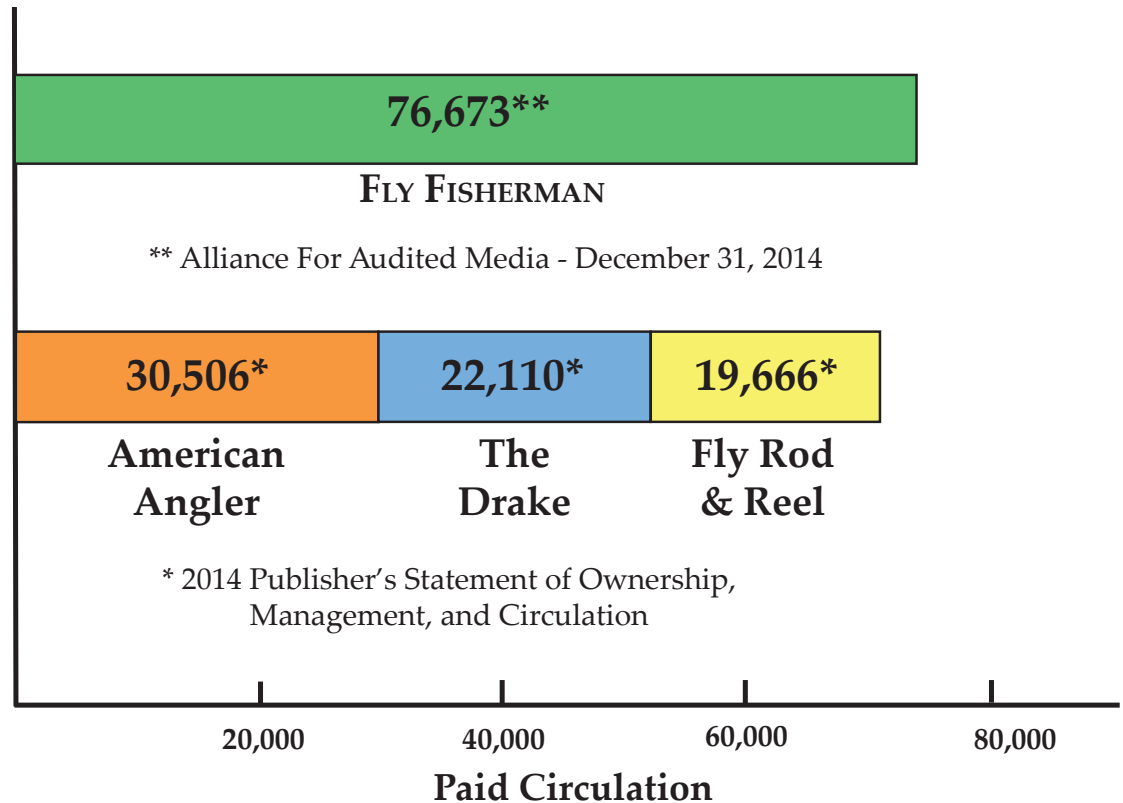 76,673**
Fly Fisherman
** Alliance For Audited Media - December 31, 2014
30,506* 22,110* 19,666*
American The Fly Rod
Angler Drake & Reel
* 2014 Publisher’s Statement of Ownership,
Management, and Circulation
20,000 40,000 60,000 80,000
Paid Circulation